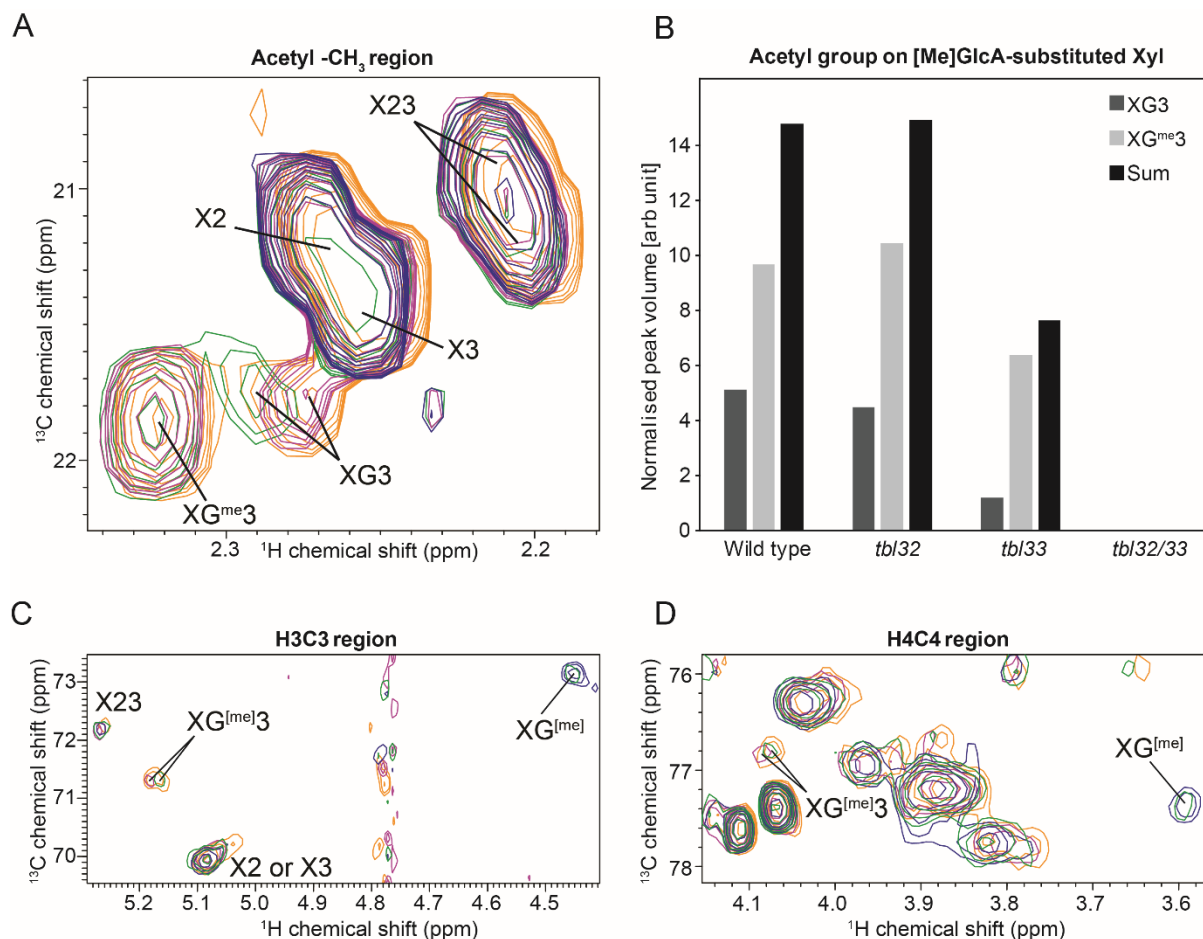 A
Acetyl -CH3 region
X23
X2
X3
XG3
XGme3
21
22
13C chemical shift (ppm)
2.3
2.2
1H chemical shift (ppm)
B
Acetyl group on [Me]GlcA-substituted Xyl
XG3
XGme3
Sum
14
12
10
8
6
4
2
0
Normalised peak volume [arb unit]
Wild type
tbl32
tbl33
tbl32/33
C
H3C3 region
X23
XG[me]3
XG[me]
X2 or X3
73
72
71
70
13C chemical shift (ppm)
5.2
5.1
5.0
4.9
4.8
4.7
4.6
4.5
1H chemical shift (ppm)
D
H4C4 region
XG[me]
XG[me]3
76
77
78
13C chemical shift (ppm)
4.1
4.0
3.9
3.8
3.7
3.6
1H chemical shift (ppm)